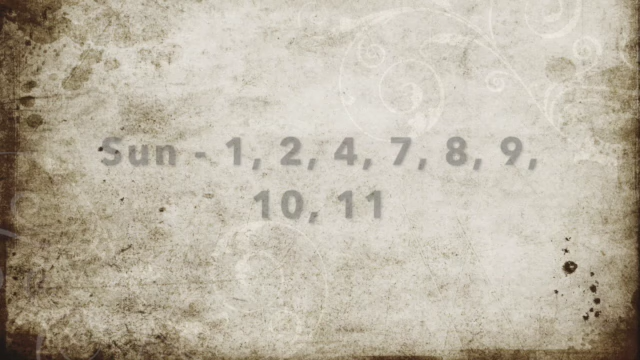 Sun - 1, 2, 4, 7, 8, 9,
10, 11